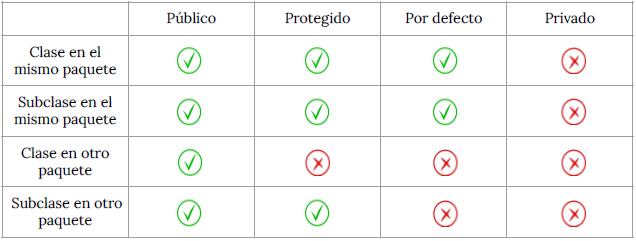 Público Protegido Por defecto Privado
Clase en el
mismo paquete
Subclase en el
mismo paquete
Clase en otro
paquete
Subclase en otro
paquete